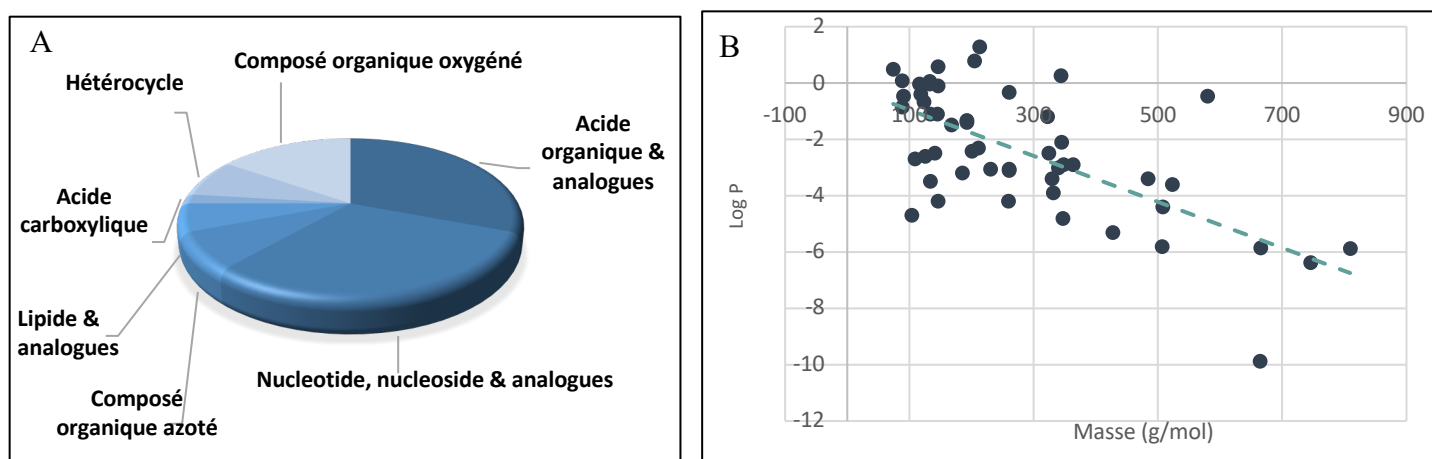 A
Composé organique oxygéné
Hétérocycle
Acide
organique &
analogues
Acide
carboxylique
Lipide &
analogues
Nucleotide, nucleoside & analogues
Composé
organique azoté
B
2
0
-2
-4
-6
-8
-10
-12
-100
100
300
500
700
900
Log P
Masse (g/mol)